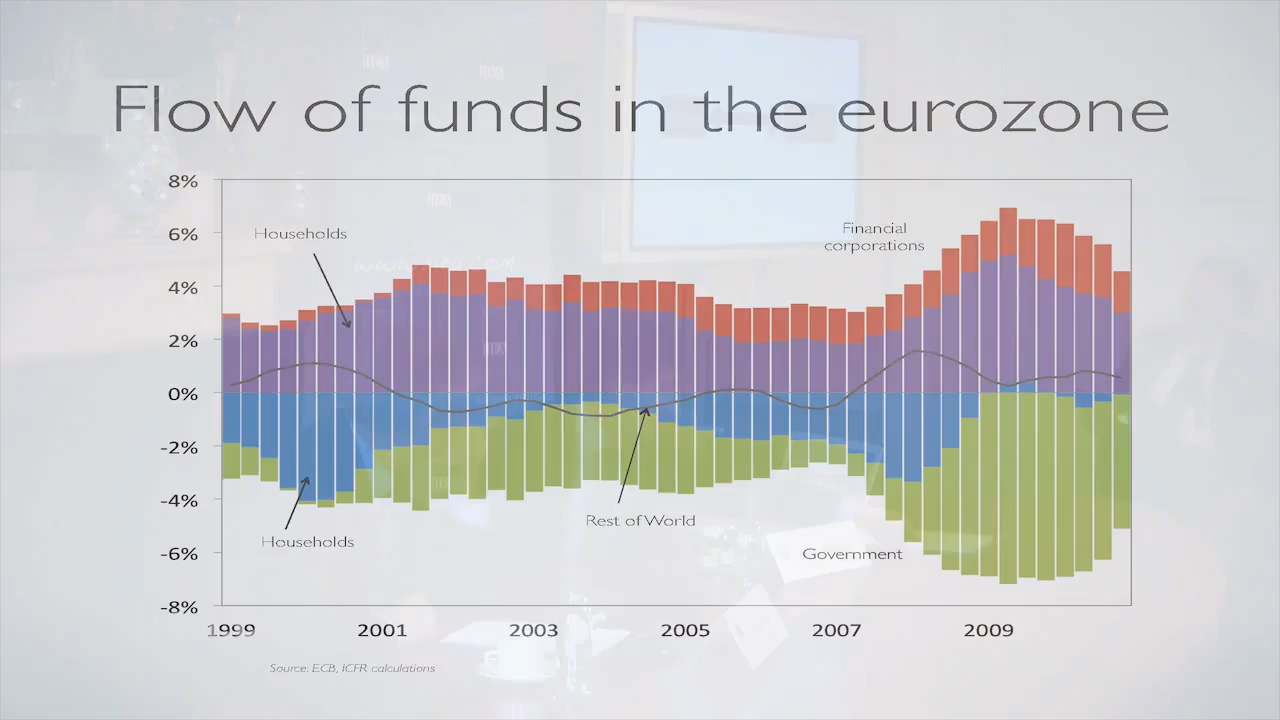 Flow of funds in the eurozone
8%
6%
4%
2%
0%
-2%
-4%
-6%
-8%
Households
Financial
corporations
Households
Rest of World
Government
1999
2001
2003
2005
2007
2009
Source: ECB, ICFR calculations